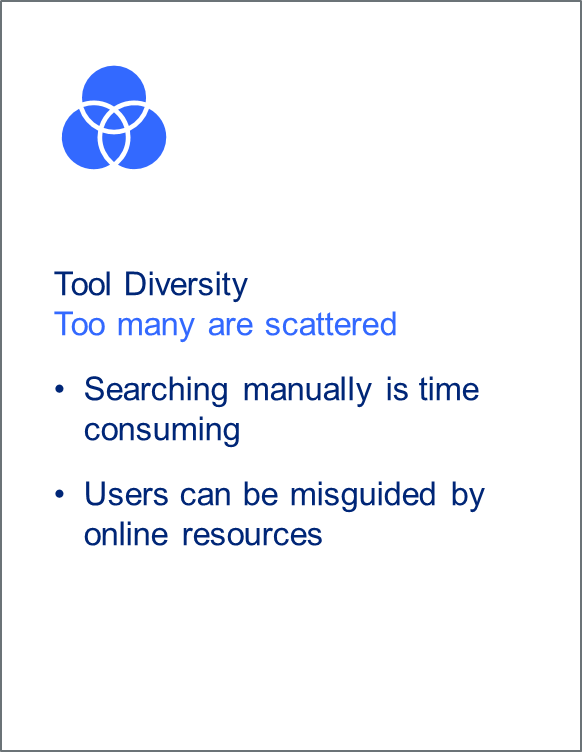 Tool Diversity
Too many are scattered
• Searching manually is time
consuming
• Users can be misguided by
online resources